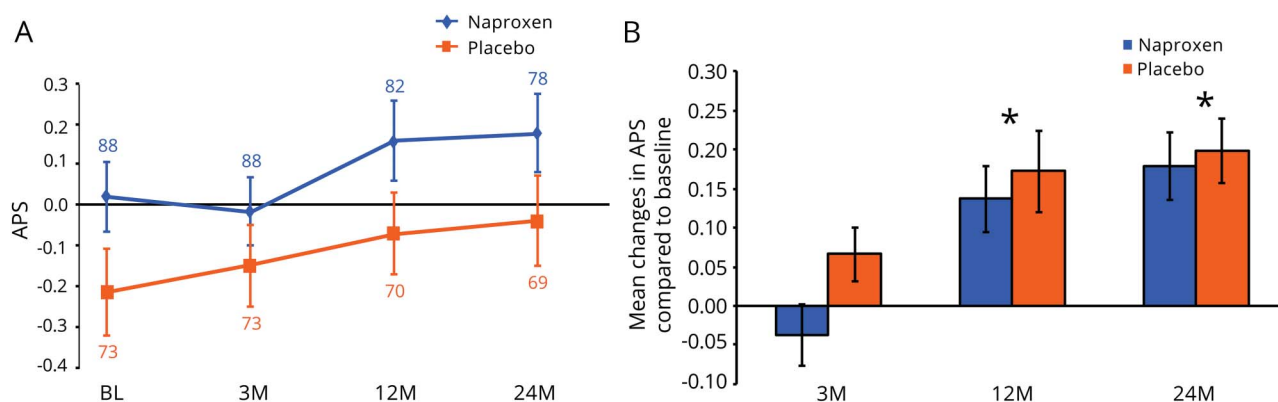 A
Naproxen
Placebo
APS
0.3
0.2
0.1
0.0
-0.1
-0.2
-0.3
-0.4
88
88
82
78
73
73
70
69
BL 3M 12M 24M
B
Naproxen
Placebo
Mean changes in APS
compared to baseline
0.30
0.25
0.20
0.15
0.10
0.05
0.00
-0.05
-0.10
*
*
3M 12M 24M